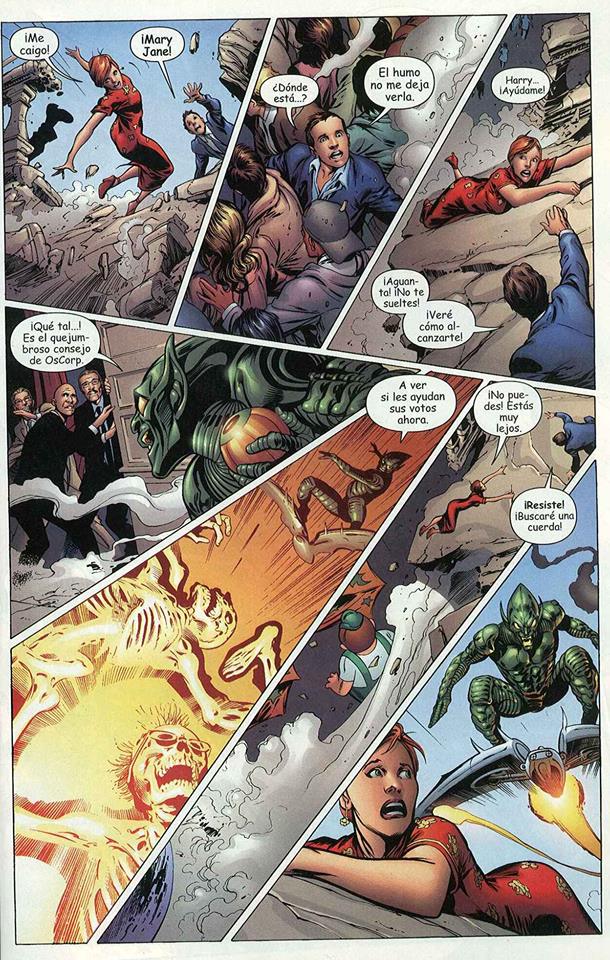 ¡Me
caigo!
¡Mary
Jane!
¿Dónde
está...?
El humo
no me deja
verla.
Harry...
¡Ayúdame!
¡Aguan-
ta! ¡No te
sueltes!
¡Veré
cómo al-
canzarte!
¡Qué tal...!
Es el quejum-
broso consejo
de OsCorp.
A ver
si les ayudan
sus votos
ahora.
¡No pue-
des! Estás
muy
lejos.
¡Resiste!
¡Buscaré una
cuerda!